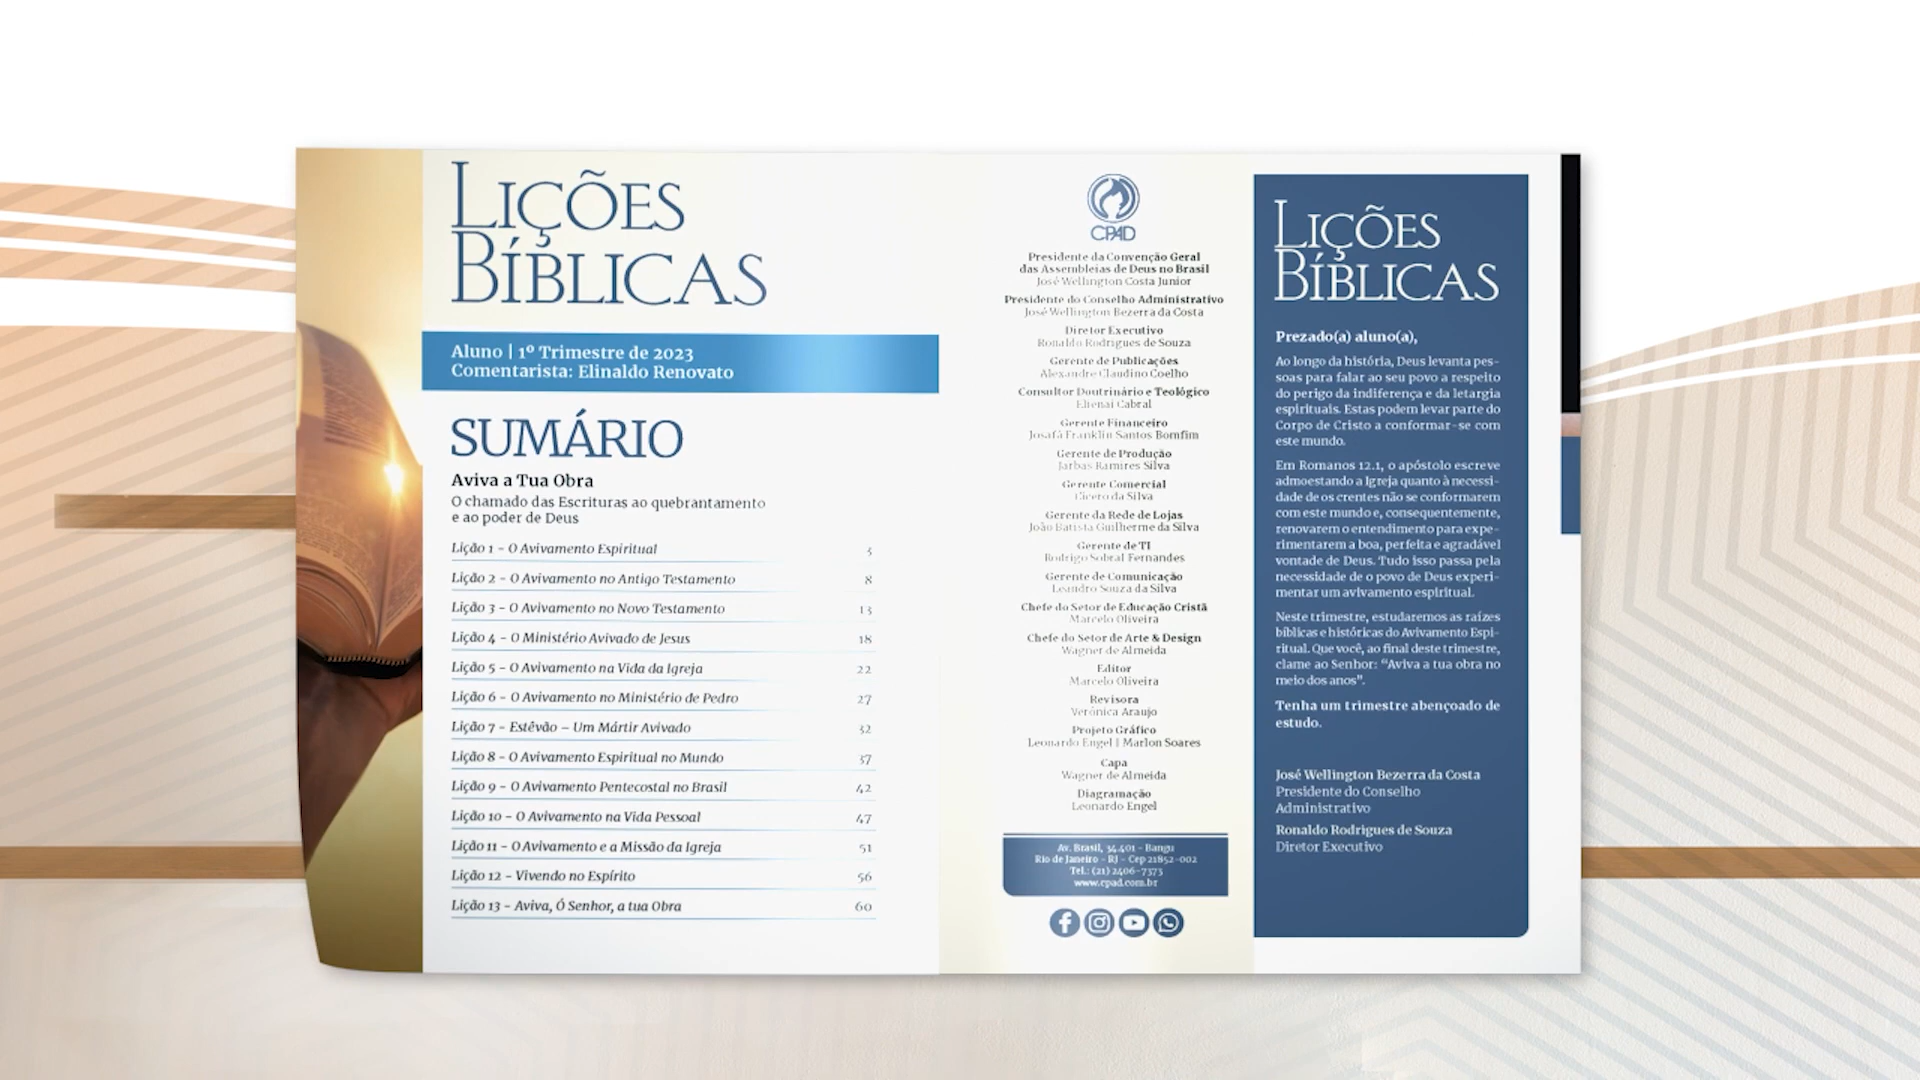 LIÇÕES
BÍBLICAS
Aluno | 1º Trimestre de 2023
Comentarista: Elinaldo Renovato
SUMÁRIO
Aviva a Tua Obra
O chamado das Escrituras ao quebrantamento
e ao poder de Deus
Lição 1 - O Avivamento Espiritual 3
Lição 2 - O Avivamento no Antigo Testamento 8
Lição 3 - O Avivamento no Novo Testamento 13
Lição 4 - O Ministério Avivado de Jesus 18
Lição 5 - O Avivamento na Vida da Igreja 22
Lição 6 - O Avivamento no Ministério de Pedro 27
Lição 7 - Estêvão – Um Mártir Avivado 32
Lição 8 - O Avivamento Espiritual no Mundo 37
Lição 9 - O Avivamento Pentecostal no Brasil 42
Lição 10 - O Avivamento na Vida Pessoal 47
Lição 11 - O Avivamento e a Missão da Igreja 51
Lição 12 - Vivendo no Espírito 56
Lição 13 - Aviva, Ó Senhor, a tua Obra 60
CPAD
Presidente da Convenção Geral
das Assembleias de Deus no Brasil
José Wellington Costa Junior
Presidente do Conselho Administrativo
José Wellington Bezerra da Costa
Diretor Executivo
Ronaldo Rodrigues de Souza
Gerente de Publicações
Alexandre Claudino Coelho
Consultor Doutrinário e Teológico
Elienai Cabral
Gerente Financeiro
Josafá Franklin Santos Bomfim
Gerente de Produção
Jarbas Ramires Silva
Gerente Comercial
Cícero da Silva
Gerente da Rede de Lojas
João Batista Guilherme da Silva
Gerente de TI
Rodrigo Sobral Fernandes
Gerente de Comunicação
Leandro Souza da Silva
Chefe do Setor de Educação Cristã
Marcelo Oliveira
Chefe do Setor de Arte & Design
Wagner de Almeida
Editor
Marcelo Oliveira
Revisora
Verônica Araujo
Projeto Gráfico
Leonardo Engel | Marlon Soares
Capa
Wagner de Almeida
Diagramação
Leonardo Engel
Av. Brasil, 34.401 - Bangu
Rio de Janeiro - RJ - Cep 21852-002
Tel.: (21) 2406-7373
www.cpad.com.br
LIÇÕES
BÍBLICAS
Prezado(a) aluno(a),
Ao longo da história, Deus levanta pes-
soas para falar ao seu povo a respeito
do perigo da indiferença e da letargia
espirituais. Estas podem levar parte do
Corpo de Cristo a conformar-se com
este mundo.
Em Romanos 12.1, o apóstolo escreve
admoestando a Igreja quanto à necessi-
dade de os crentes não se conformarem
com este mundo e, consequentemente,
renovarem o entendimento para expe-
rimentarem a boa, perfeita e agradável
vontade de Deus. Tudo isso passa pela
necessidade de o povo de Deus experi-
mentar um avivamento espiritual.
Neste trimestre, estudaremos as raízes
bíblicas e históricas do Avivamento Espi-
ritual. Que você, ao final deste trimestre,
clame ao Senhor: “Aviva a tua obra no
meio dos anos”.
Tenha um trimestre abençoado de
estudo.
José Wellington Bezerra da Costa
Presidente do Conselho
Administrativo
Ronaldo Rodrigues de Souza
Diretor Executivo